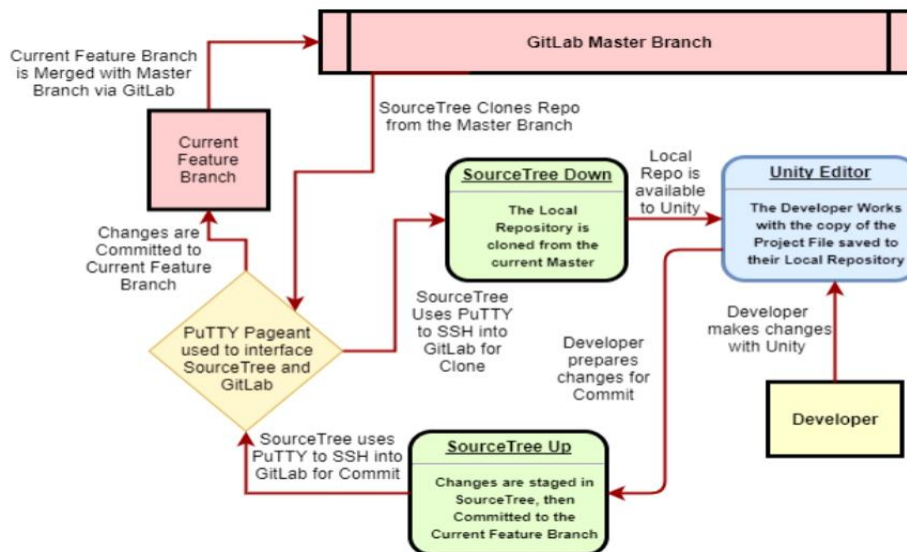 GitLab Master Branch
Current Feature Branch
is Merged with Master
Branch via GitLab
SourceTree Clones Repo
from the Master Branch
Current
Feature
Branch
SourceTree Down
The Local
Repository is
cloned from the
current Master
Local
Repo is
available
to Unity
Unity Editor
The Developer Works
with the copy of the
Project File saved to
their Local Repository
Changes are
Committed to
Current Feature
Branch
SourceTree
Uses PuTTY
to SSH into
GitLab for
Clone
PuTTY Pageant
used to interface
SourceTree and
GitLab
Developer
prepares
changes for
Commit
Developer
makes changes
with Unity
Developer
SourceTree uses
PuTTY to SSH into
GitLab for Commit
SourceTree Up
Changes are staged in
SourceTree, then
Committed to the
Current Feature Branch